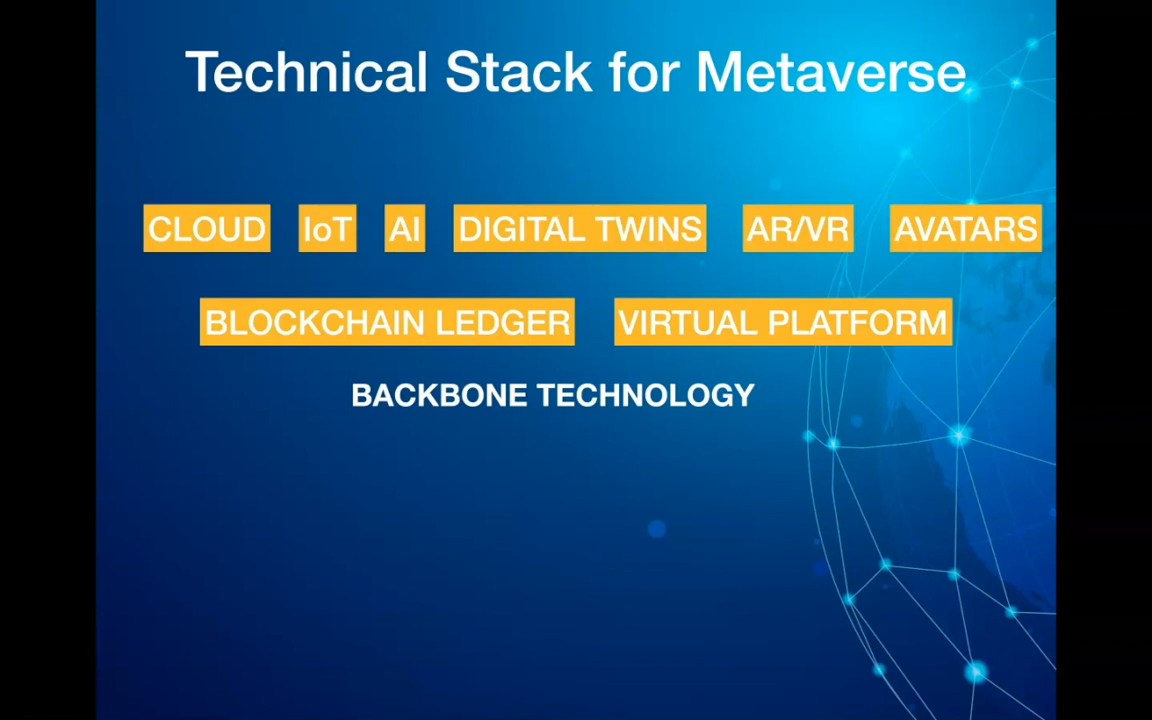 Technical Stack for Metaverse
CLOUD IoT AI DIGITAL TWINS AR/VR AVATARS
BLOCKCHAIN LEDGER VIRTUAL PLATFORM
BACKBONE TECHNOLOGY